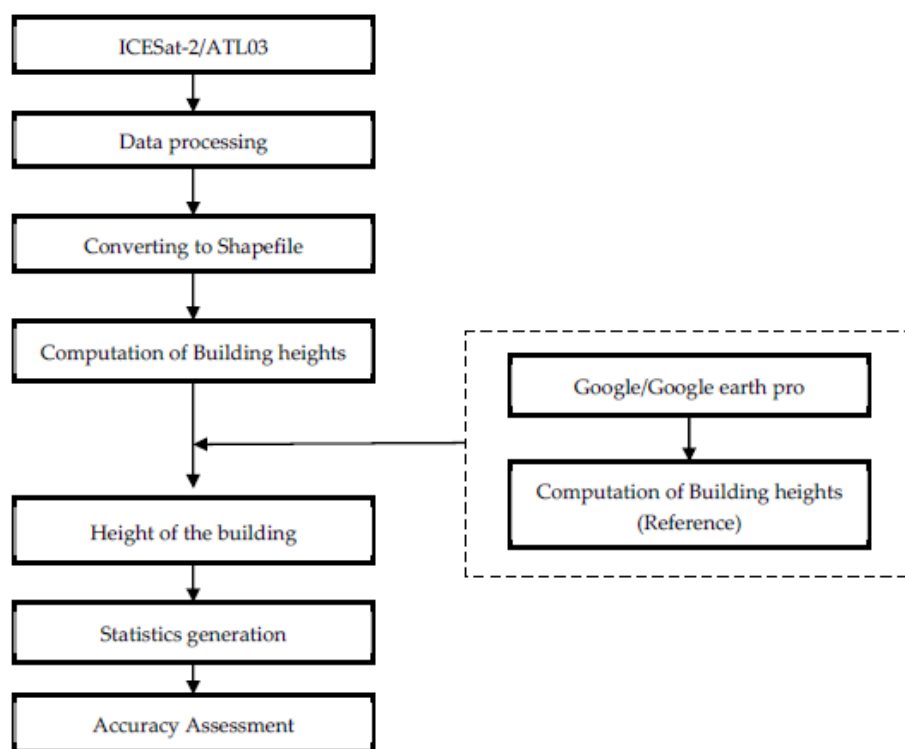 ICESat-2/ATL03
Data processing
Converting to Shapefile
Computation of Building heights
Google/Google earth pro
Computation of Building heights
(Reference)
Height of the building
Statistics generation
Accuracy Assessment